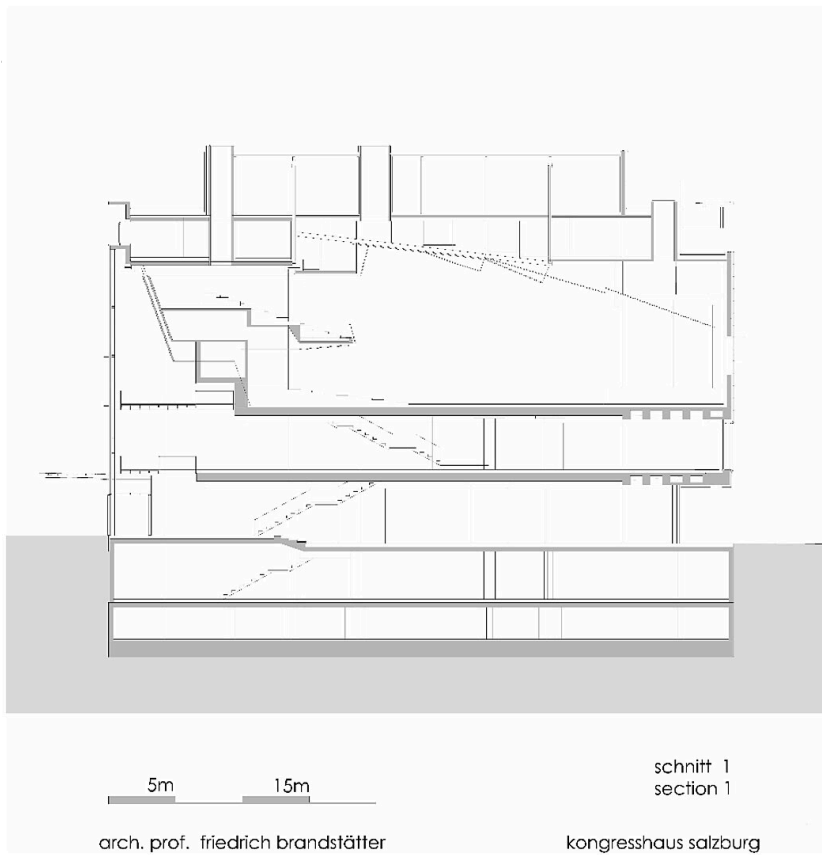 5m 15m
schnitt 1
section 1
arch. prof. friedrich brandstätter kongresshaus salzburg